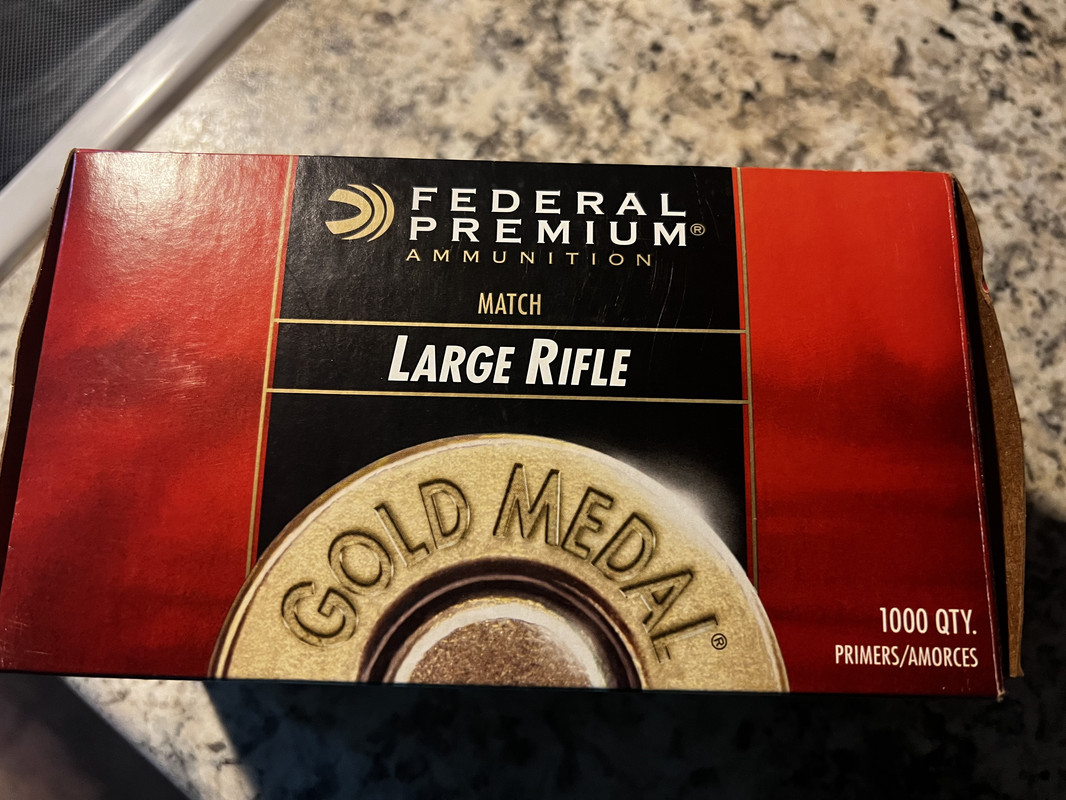 FEDERAL
PREMIUM®
AMMUNITION
MATCH
LARGE RIFLE
GOLD MEDAL®
1000 QTY.
PRIMERS/AMORCES